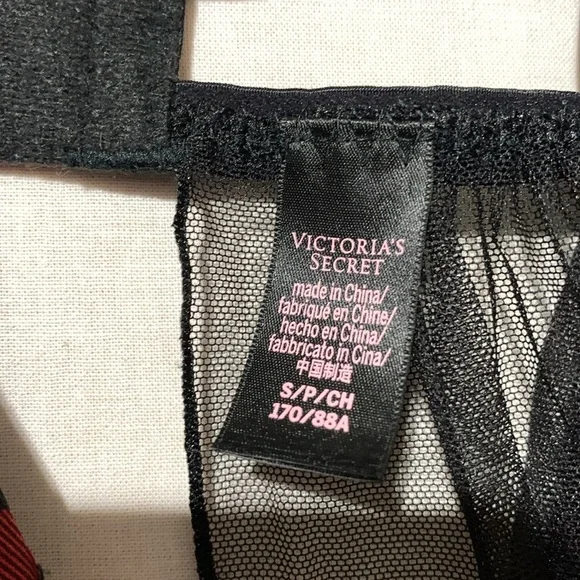 VICTORIA'S
SECRET
made in China/
fabriqué en Chine/
hecho en China/
fabbricato in Cina/
中国制造
S/P/CH
170/88A